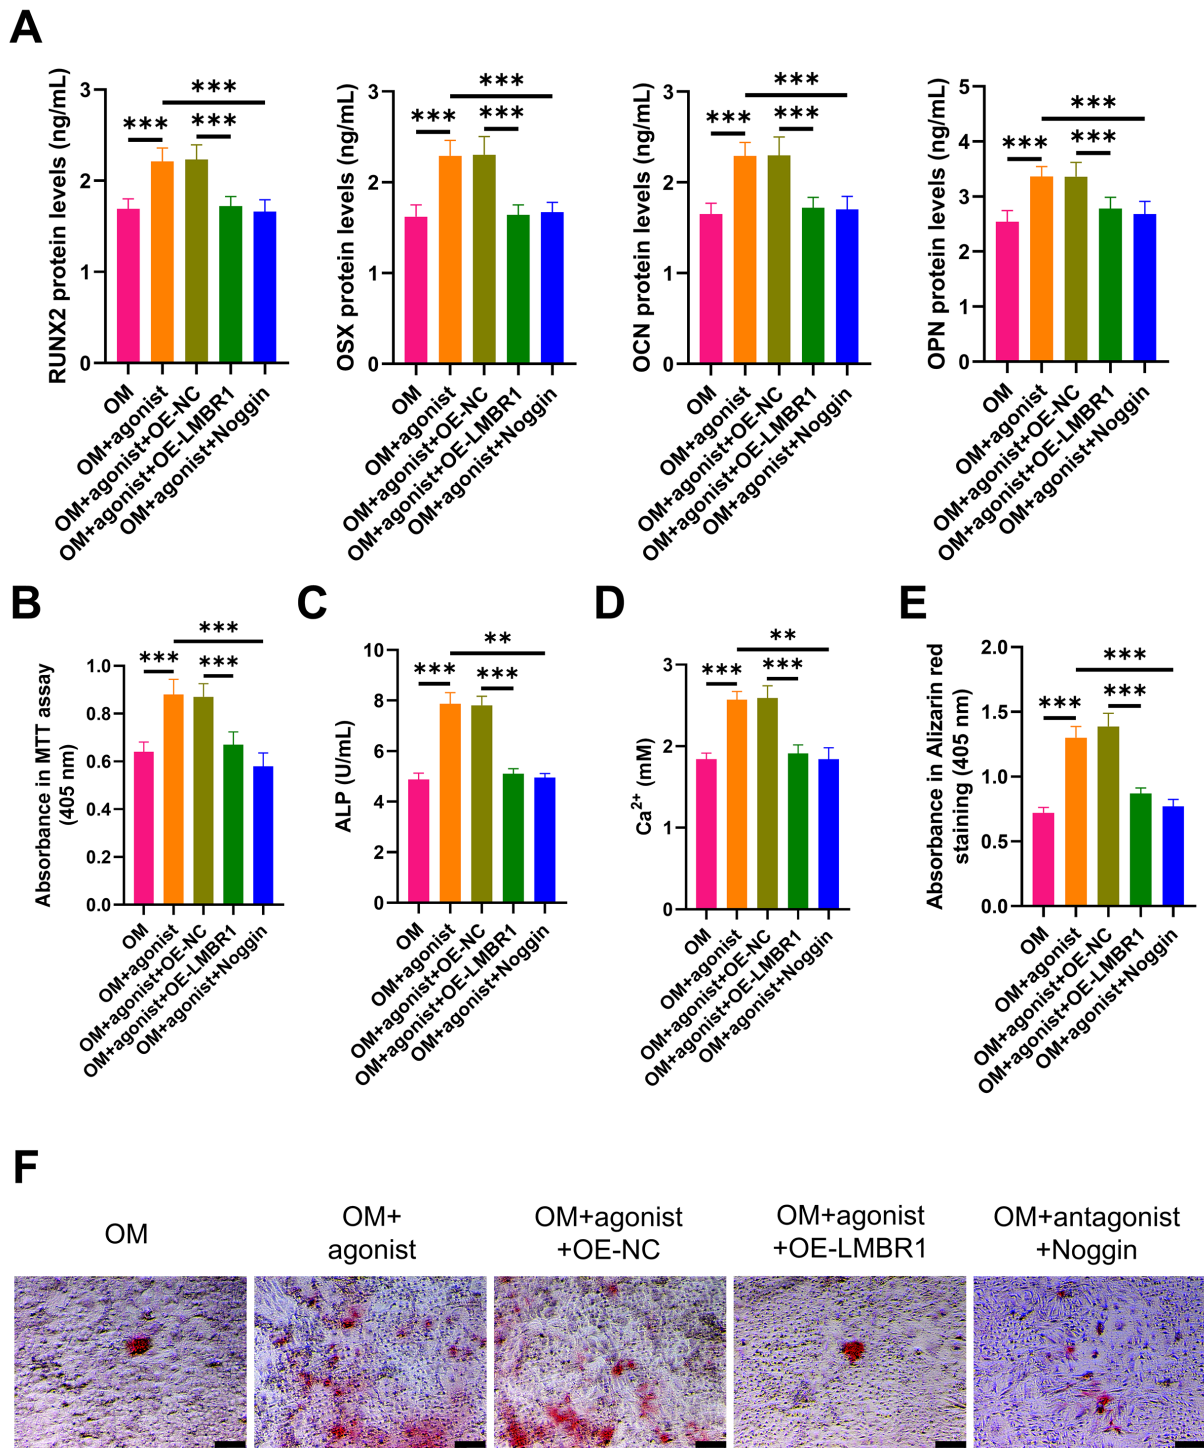 A
RUNX2 protein levels (ng/mL)
3
2
1
0
***
***
***
OM
OM+agonist
OM+agonist+OE-NC
OM+agonist+OE-LMBR1
OM+agonist+Noggin
OSX protein levels (ng/mL)
3
2
1
0
***
***
***
OM
OM+agonist
OM+agonist+OE-NC
OM+agonist+OE-LMBR1
OM+agonist+Noggin
OCN protein levels (ng/mL)
3
2
1
0
***
***
***
OM
OM+agonist
OM+agonist+OE-NC
OM+agonist+OE-LMBR1
OM+agonist+Noggin
OPN protein levels (ng/mL)
5
4
3
2
1
0
***
***
***
OM
OM+agonist
OM+agonist+OE-NC
OM+agonist+OE-LMBR1
OM+agonist+Noggin
B
Absorbance in MTT assay
(405 nm)
1.0
0.8
0.6
0.4
0.2
0.0
***
***
***
OM
OM+agonist
OM+agonist+OE-NC
OM+agonist+OE-LMBR1
OM+agonist+Noggin
C
ALP (U/mL)
10
8
6
4
2
0
**
***
***
OM
OM+agonist
OM+agonist+OE-NC
OM+agonist+OE-LMBR1
OM+agonist+Noggin
D
Ca²⁺ (mM)
3
2
1
0
**
***
***
OM
OM+agonist
OM+agonist+OE-NC
OM+agonist+OE-LMBR1
OM+agonist+Noggin
E
Absorbance in Alizarin red
staining (405 nm)
2.0
1.5
1.0
0.5
0.0
***
***
***
OM
OM+agonist
OM+agonist+OE-NC
OM+agonist+OE-LMBR1
OM+agonist+Noggin
F
OM
OM+
agonist
OM+agonist
+OE-NC
OM+agonist
+OE-LMBR1
OM+antagonist
+Noggin